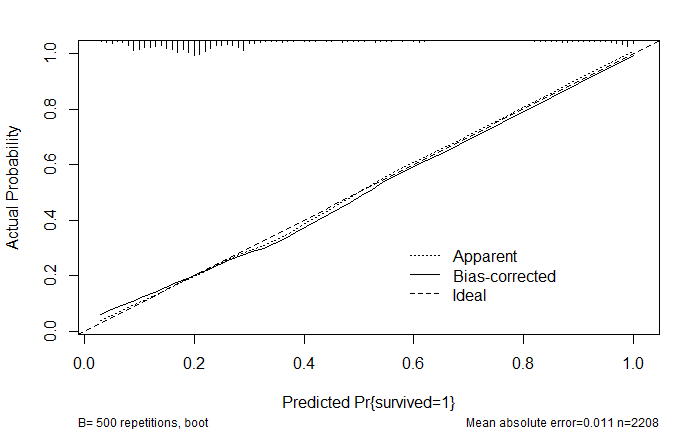 1.0
0.8
0.6
0.4
0.2
0.0
Actual Probability
Apparent
Bias-corrected
Ideal
0.0 0.2 0.4 0.6 0.8 1.0
Predicted Pr{survived=1}
B= 500 repetitions, boot
Mean absolute error=0.011 n=2208